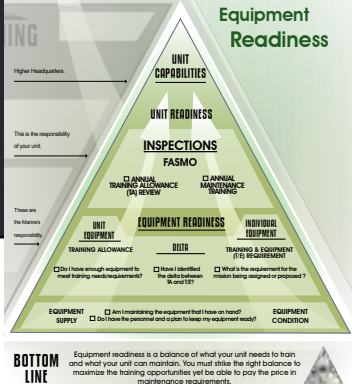 NING
Equipment
Readiness
UNIT
CAPABILITIES
Higher Headquarters.
UNIT READINESS
This is the responsibility
of your unit.
INSPECTIONS
FASMO
☐ ANNUAL
TRAINING ALLOWANCE
(TA) REVIEW
☐ ANNUAL
MAINTENANCE
TRAINING
These are
the Marine's
responsibility.
UNIT
EQUIPMENT
EQUIPMENT READINESS
INDIVIDUAL
EQUIPMENT
TRAINING ALLOWANCE
DELTA
TRAINING & EQUIPMENT
(T/E) REQUIREMENT
☐ Do I have enough equipment to
meet training needs/requirements?
☐ Have I identified
the delta between
TA and T/E?
☐ What is the requirement for the
mission being assigned or proposed ?
EQUIPMENT
SUPPLY
☐ Am I maintaining the equipment that I have on hand?
☐ Do I have the personnel and a plan to keep my equipment ready?
EQUIPMENT
CONDITION
BOTTOM
LINE
Equipment readiness is a balance of what your unit needs to train
and what your unit can maintain. You must strike the right balance to
maximize the training opportunities yet be able to pay the price in
maintenance requirements.